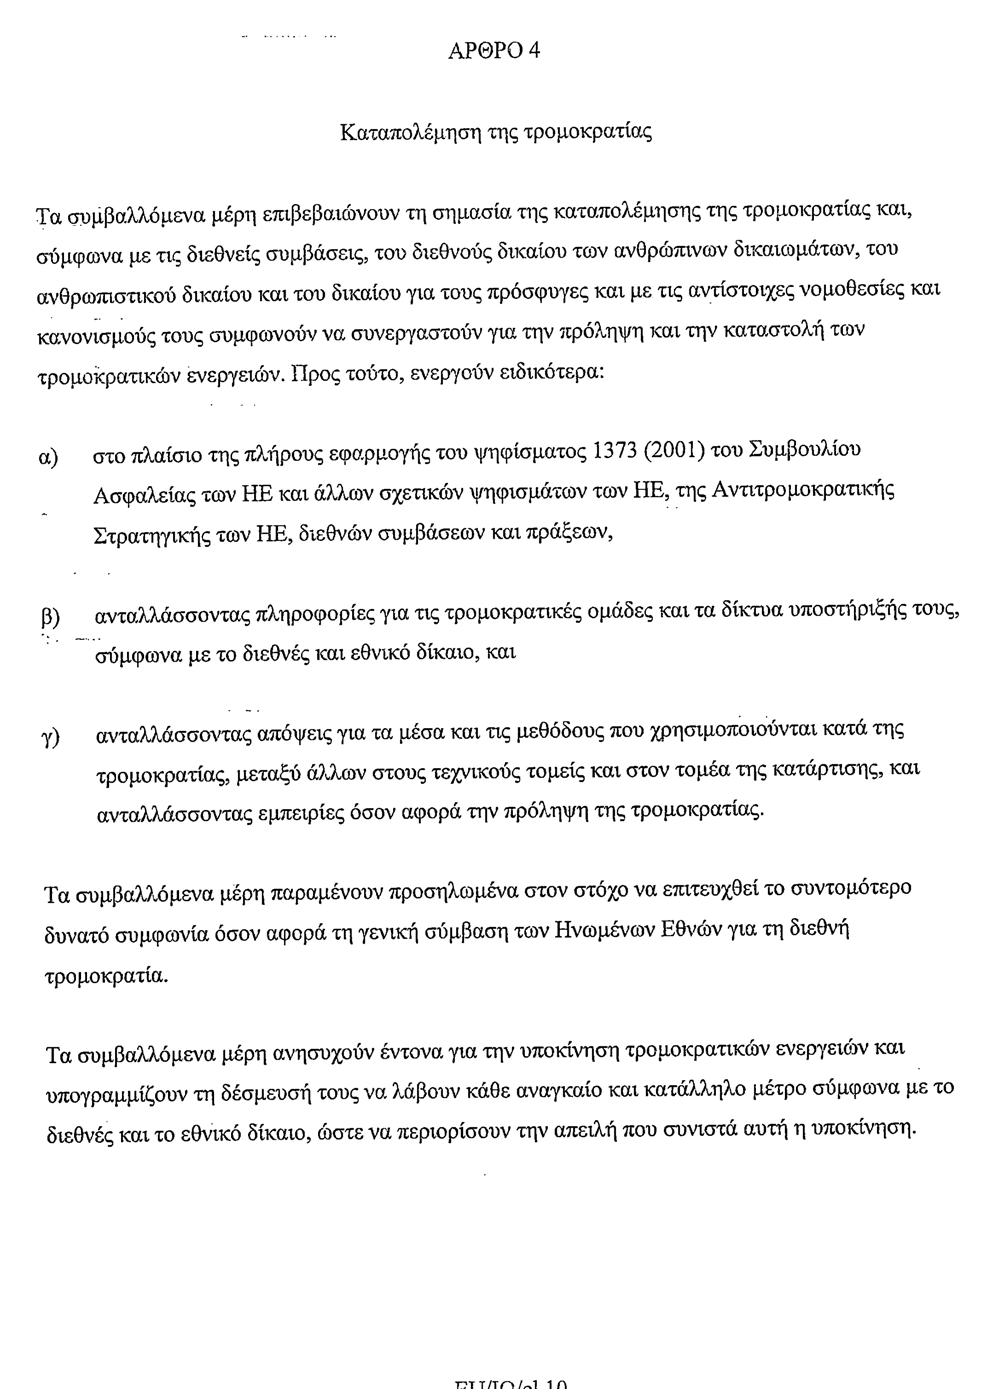 ΑΡΘΡΟ 4
Καταπολέμηση της τρομοκρατίας
Τα συμβαλλόμενα μέρη επιβεβαιώνουν τη σημασία της καταπολέμησης της τρομοκρατίας και,
σύμφωνα με τις διεθνείς συμβάσεις, του διεθνούς δικαίου των ανθρώπινων δικαιωμάτων, του
ανθρωπιστικού δικαίου και του δικαίου για τους πρόσφυγες και με τις αντίστοιχες νομοθεσίες και
κανονισμούς τους συμφωνούν να συνεργαστούν για την πρόληψη και την καταστολή των
τρομοκρατικών ενεργειών. Προς τούτο, ενεργούν ειδικότερα:
α) στο πλαίσιο της πλήρους εφαρμογής του ψηφίσματος 1373 (2001) του Συμβουλίου
Ασφαλείας των ΗΕ και άλλων σχετικών ψηφισμάτων των ΗΕ, της Αντιτρομοκρατικής
Στρατηγικής των ΗΕ, διεθνών συμβάσεων και πράξεων,
β) ανταλλάσσοντας πληροφορίες για τις τρομοκρατικές ομάδες και τα δίκτυα υποστήριξής τους,
σύμφωνα με το διεθνές και εθνικό δίκαιο, και
γ) ανταλλάσσοντας απόψεις για τα μέσα και τις μεθόδους που χρησιμοποιούνται κατά της
τρομοκρατίας, μεταξύ άλλων στους τεχνικούς τομείς και στον τομέα της κατάρτισης, και
ανταλλάσσοντας εμπειρίες όσον αφορά την πρόληψη της τρομοκρατίας.
Τα συμβαλλόμενα μέρη παραμένουν προσηλωμένα στον στόχο να επιτευχθεί το συντομότερο
δυνατό συμφωνία όσον αφορά τη γενική σύμβαση των Ηνωμένων Εθνών για τη διεθνή
τρομοκρατία.
Τα συμβαλλόμενα μέρη ανησυχούν έντονα για την υποκίνηση τρομοκρατικών ενεργειών και
υπογραμμίζουν τη δέσμευσή τους να λάβουν κάθε αναγκαίο και κατάλληλο μέτρο σύμφωνα με το
διεθνές και το εθνικό δίκαιο, ώστε να περιορίσουν την απειλή που συνιστά αυτή η υποκίνηση.